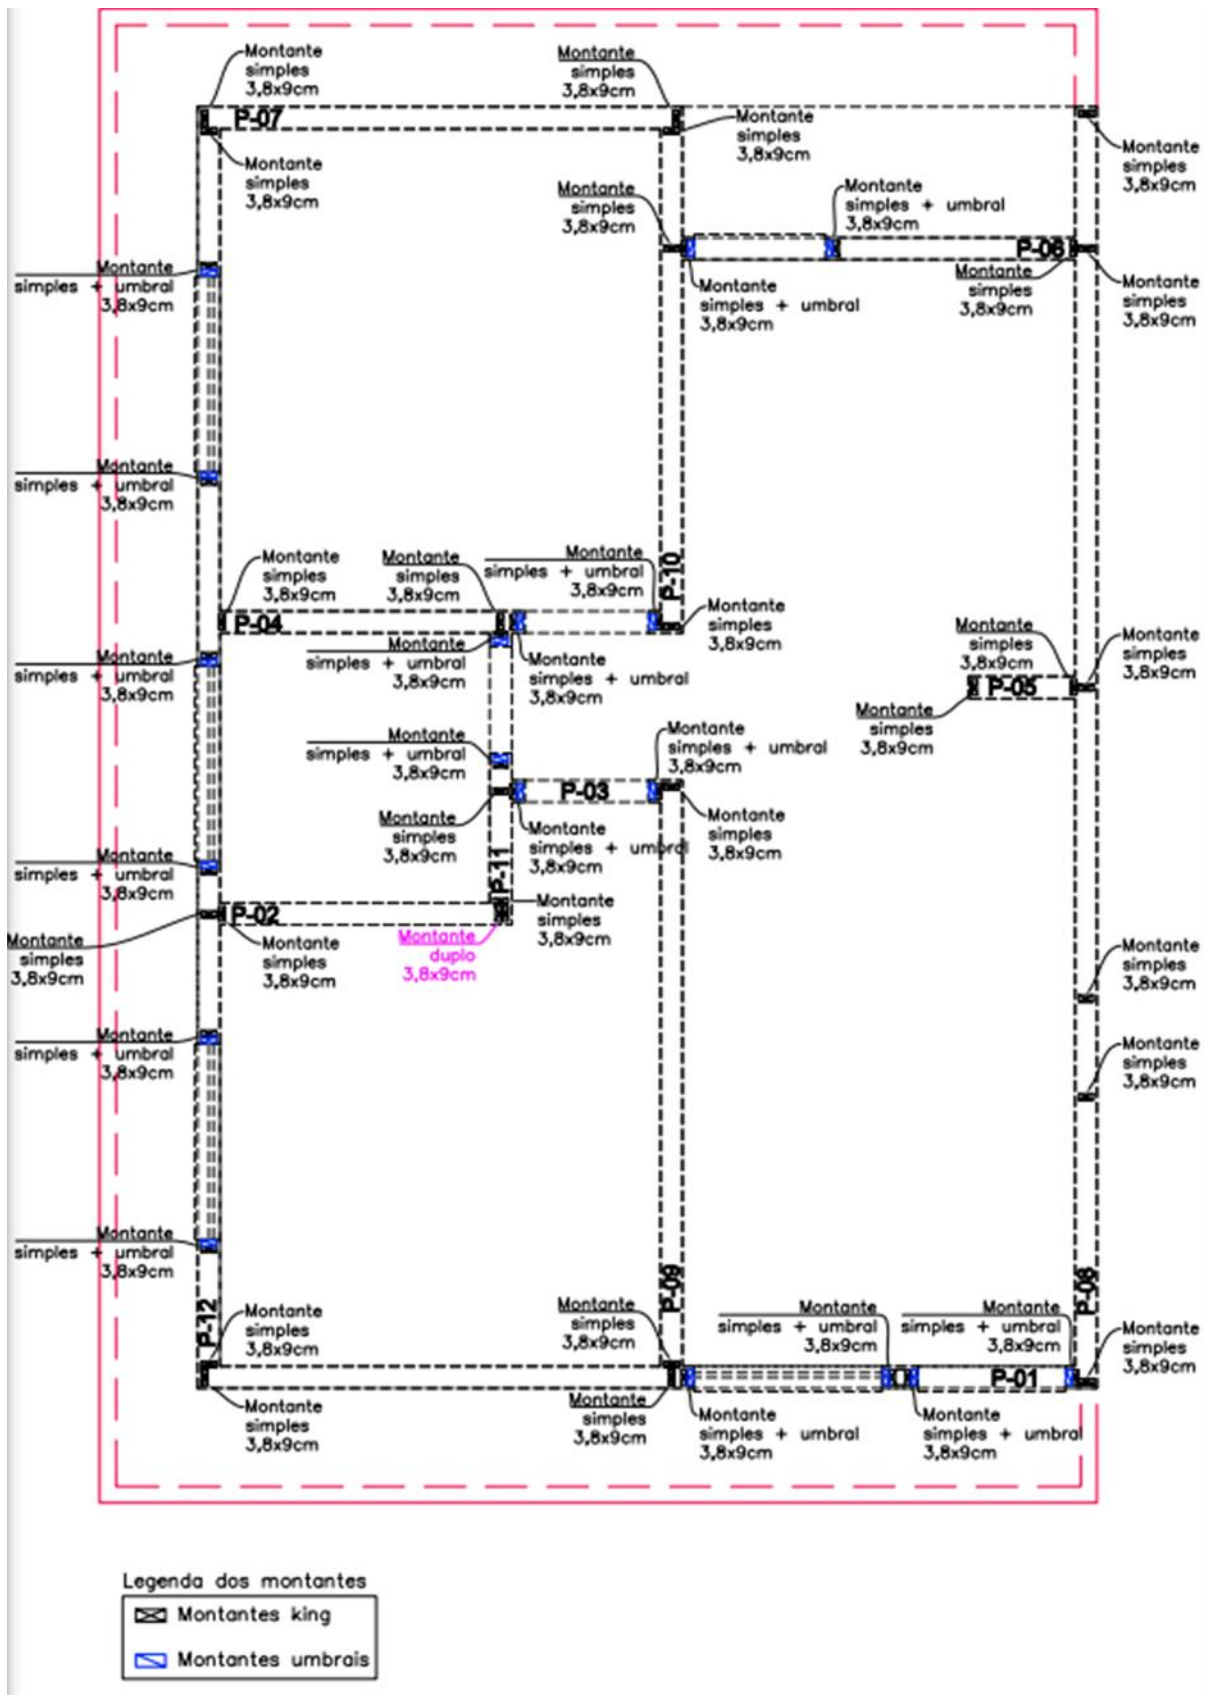 Montante
simples
3,8x9cm
Montante
simples
3,8x9cm
P-07
Montante
simples
3,8x9cm
Montante
simples
3,8x9cm
Montante
simples
3,8x9cm
Montante
simples
3,8x9cm
Montante
simples + umbral
3,8x9cm
P-06
Montante
simples + umbral
3,8x9cm
Montante
simples
3,8x9cm
Montante
simples
3,8x9cm
Montante
simples + umbral
3,8x9cm
Montante
simples + umbral
3,8x9cm
Montante
simples
3,8x9cm
Montante
simples
3,8x9cm
Montante
simples + umbral
3,8x9cm
P-10
P-04
Montante
simples
3,8x9cm
Montante
simples + umbral
3,8x9cm
Montante
simples + umbral
3,8x9cm
Montante
simples + umbral
3,8x9cm
Montante
simples
3,8x9cm
Montante
simples
3,8x9cm
P-05
Montante
simples
3,8x9cm
Montante
simples + umbral
3,8x9cm
Montante
simples + umbral
3,8x9cm
P-03
Montante
simples
3,8x9cm
Montante
simples + umbral
3,8x9cm
Montante
simples
3,8x9cm
Montante
simples + umbral
3,8x9cm
P-11
P-02
Montante
simples
3,8x9cm
Montante
simples
3,8x9cm
Montante
simples
3,8x9cm
Montante
duplo
3,8x9cm
Montante
simples
3,8x9cm
Montante
simples + umbral
3,8x9cm
Montante
simples
3,8x9cm
Montante
simples + umbral
3,8x9cm
P-12
P-09
P-08
Montante
simples
3,8x9cm
Montante
simples
3,8x9cm
Montante
simples + umbral
3,8x9cm
Montante
simples + umbral
3,8x9cm
Montante
simples
3,8x9cm
P-01
Montante
simples
3,8x9cm
Montante
simples
3,8x9cm
Montante
simples + umbral
3,8x9cm
Montante
simples + umbral
3,8x9cm
Legenda dos montantes
Montantes king
Montantes umbrais